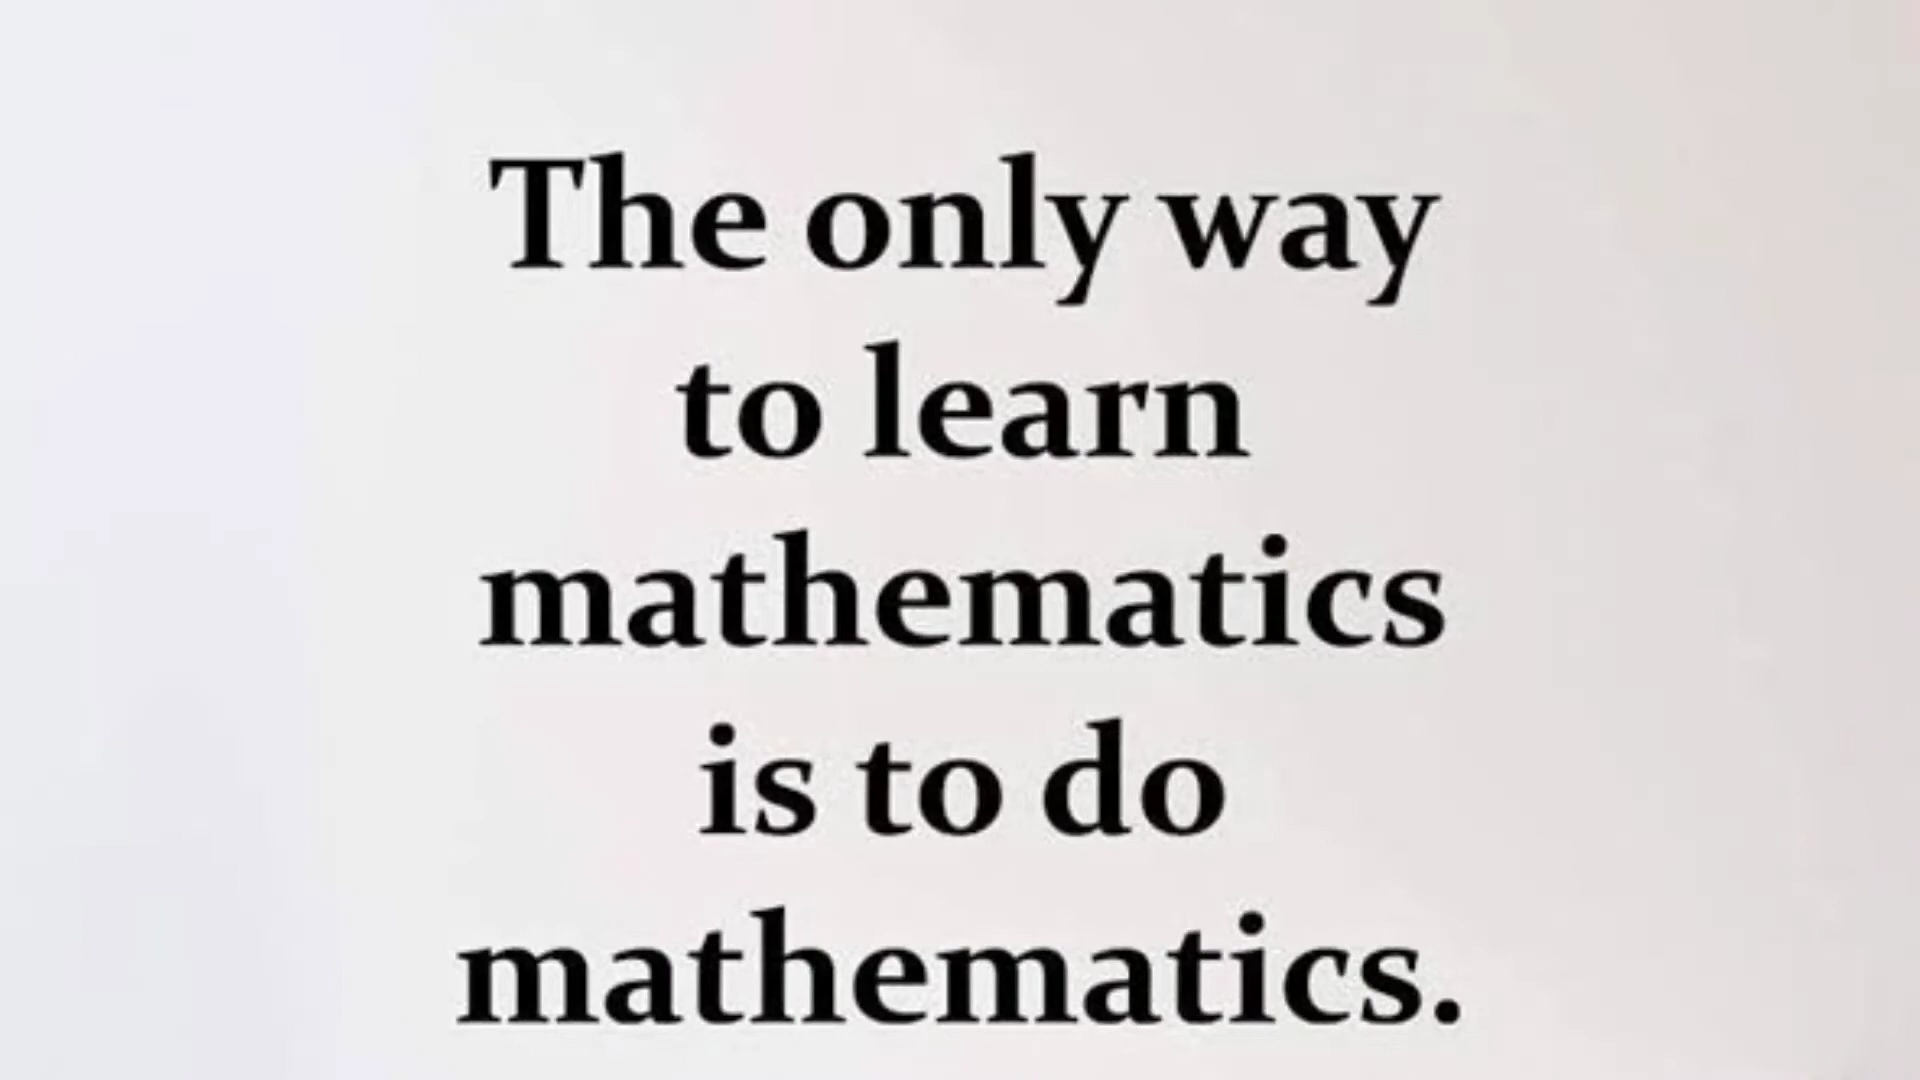 The only way
to learn
mathematics
is to do
mathematics.